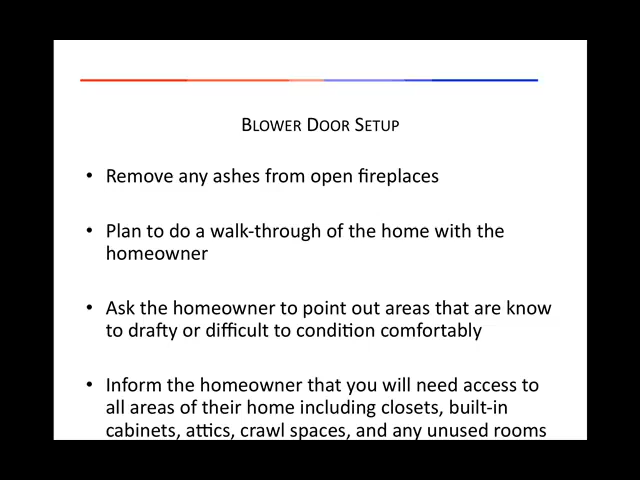 BLOWER DOOR SETUP
• Remove any ashes from open fireplaces
• Plan to do a walk-through of the home with the
homeowner
• Ask the homeowner to point out areas that are know
to drafty or difficult to condition comfortably
• Inform the homeowner that you will need access to
all areas of their home including closets, built-in
cabinets, attics, crawl spaces, and any unused rooms